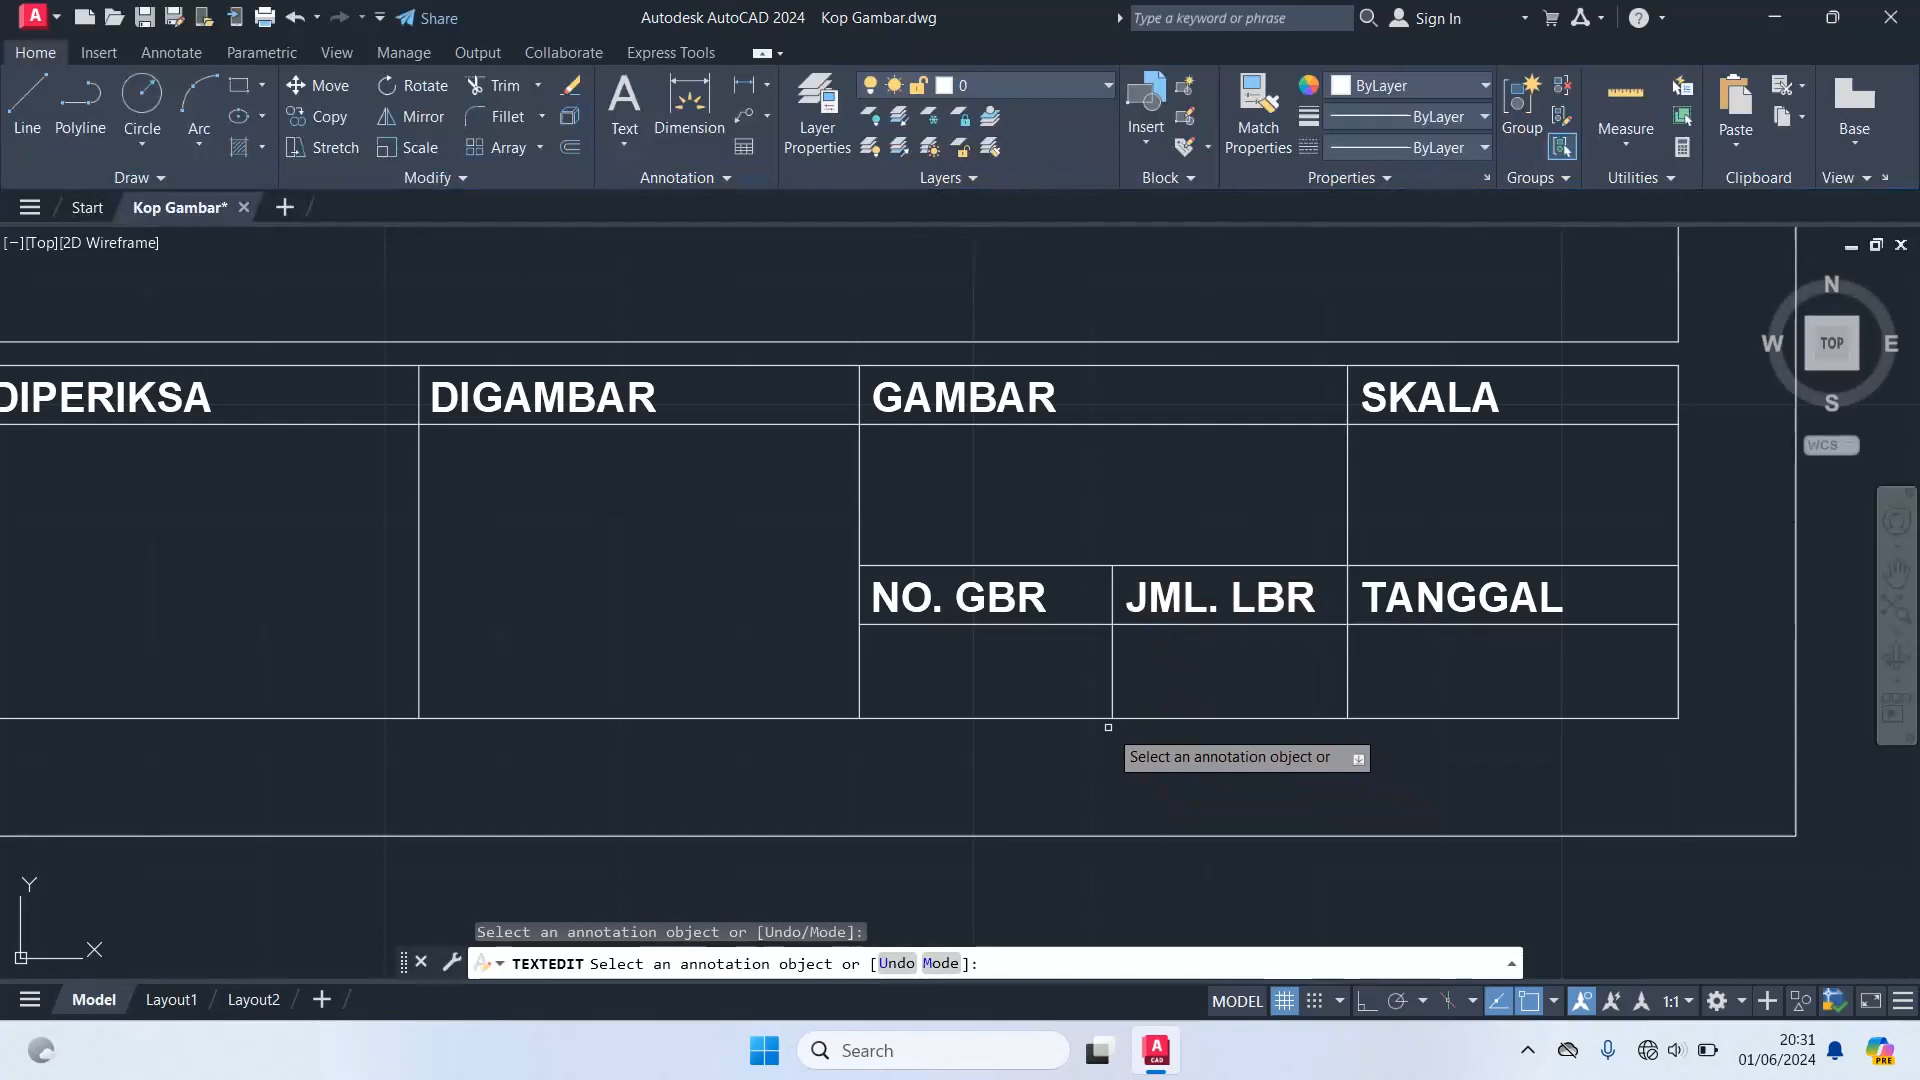 Share
Autodesk AutoCAD 2024 Kop Gambar.dwg
Type a keyword or phrase
Sign In
Home Insert Annotate Parametric View Manage Output Collaborate Express Tools
Line Polyline Circle Arc
Move Rotate Trim
Copy Mirror Fillet
Stretch Scale Array
Text Dimension
Layer Properties
0
Insert
Match Properties
ByLayer
ByLayer
ByLayer
Group
Measure
Paste
Base
Draw Modify Annotation Layers Block Properties Groups Utilities Clipboard View
Start Kop Gambar*
[−][Top][2D Wireframe]
N
W TOP E
S
WCS
DIPERIKSA DIGAMBAR GAMBAR SKALA
NO. GBR JML. LBR TANGGAL
Select an annotation object or
Y
X
Select an annotation object or [Undo/Mode]:
TEXTEDIT Select an annotation object or [Undo Mode]:
Model Layout1 Layout2
MODEL 1:1
Search
20:31
01/06/2024
A CAD
PRE